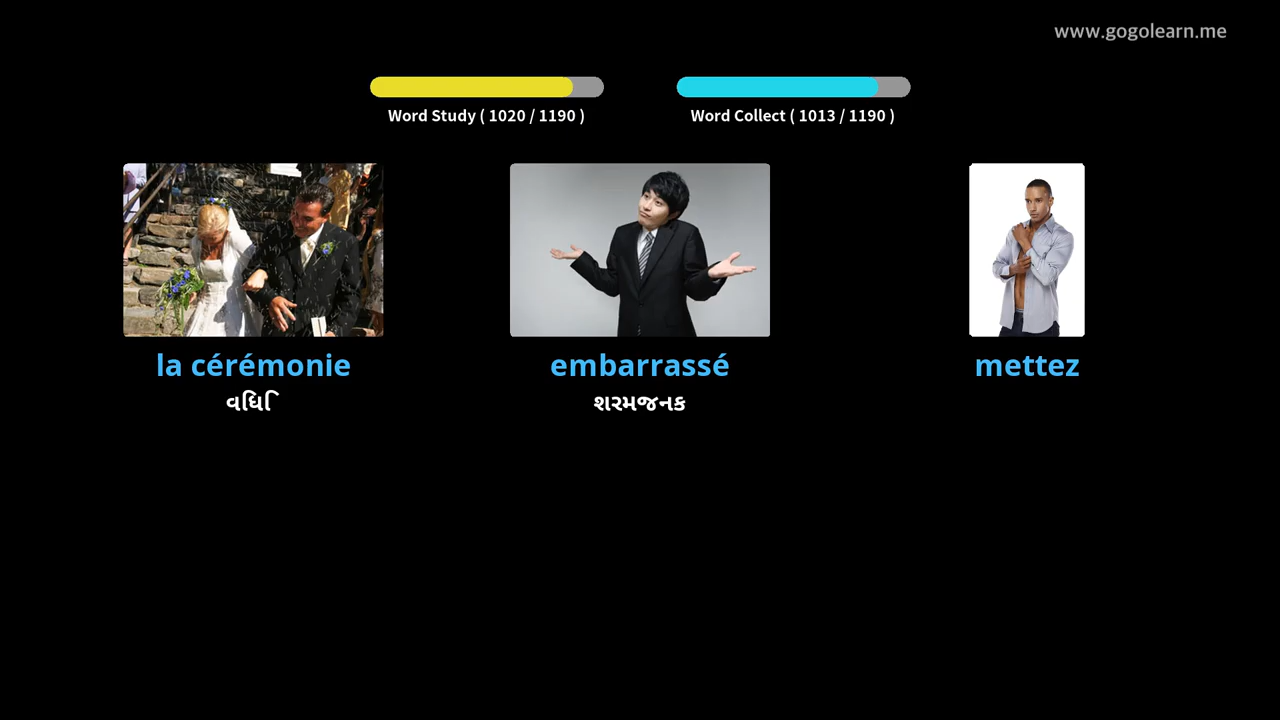 www.gogolearn.me
Word Study ( 1020 / 1190 )
Word Collect ( 1013 / 1190 )
la cérémonie
embarrassé
mettez
વિધિ
શરમજનક